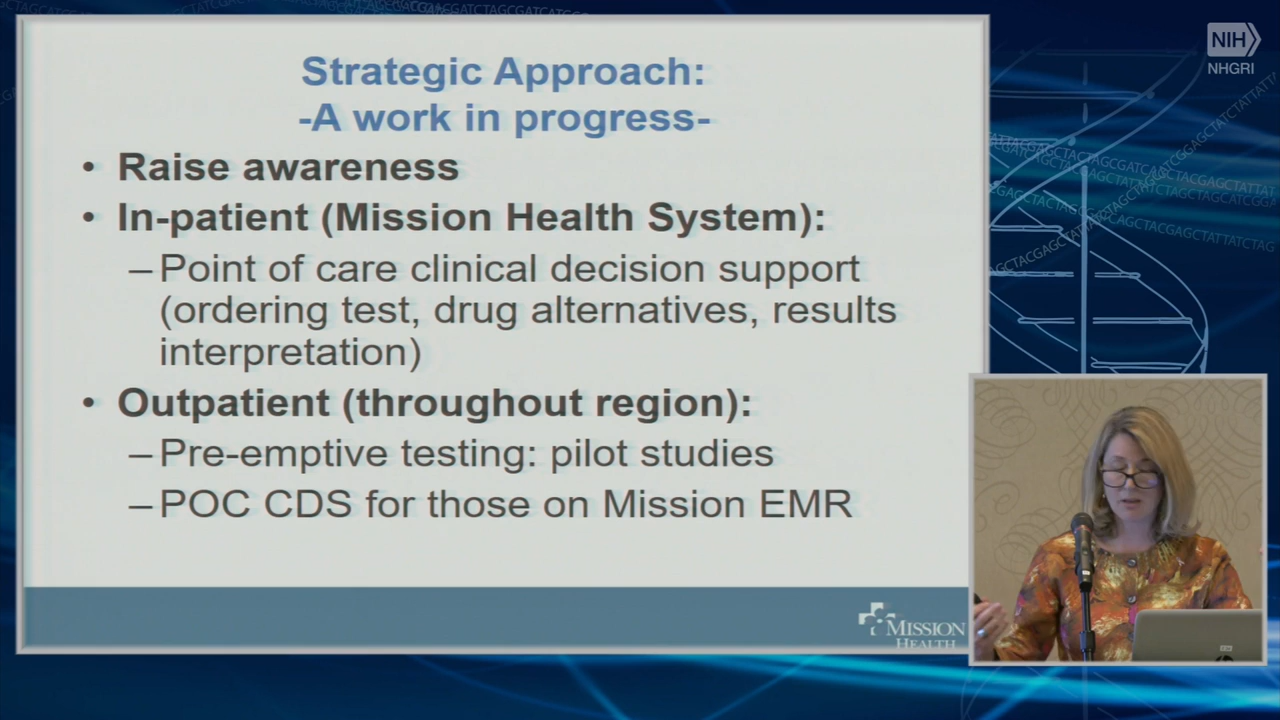 NIH
NHGRI
Strategic Approach:
-A work in progress-
• Raise awareness
• In-patient (Mission Health System):
–Point of care clinical decision support
(ordering test, drug alternatives, results
interpretation)
• Outpatient (throughout region):
–Pre-emptive testing: pilot studies
–POC CDS for those on Mission EMR
MISSION
HEALTH